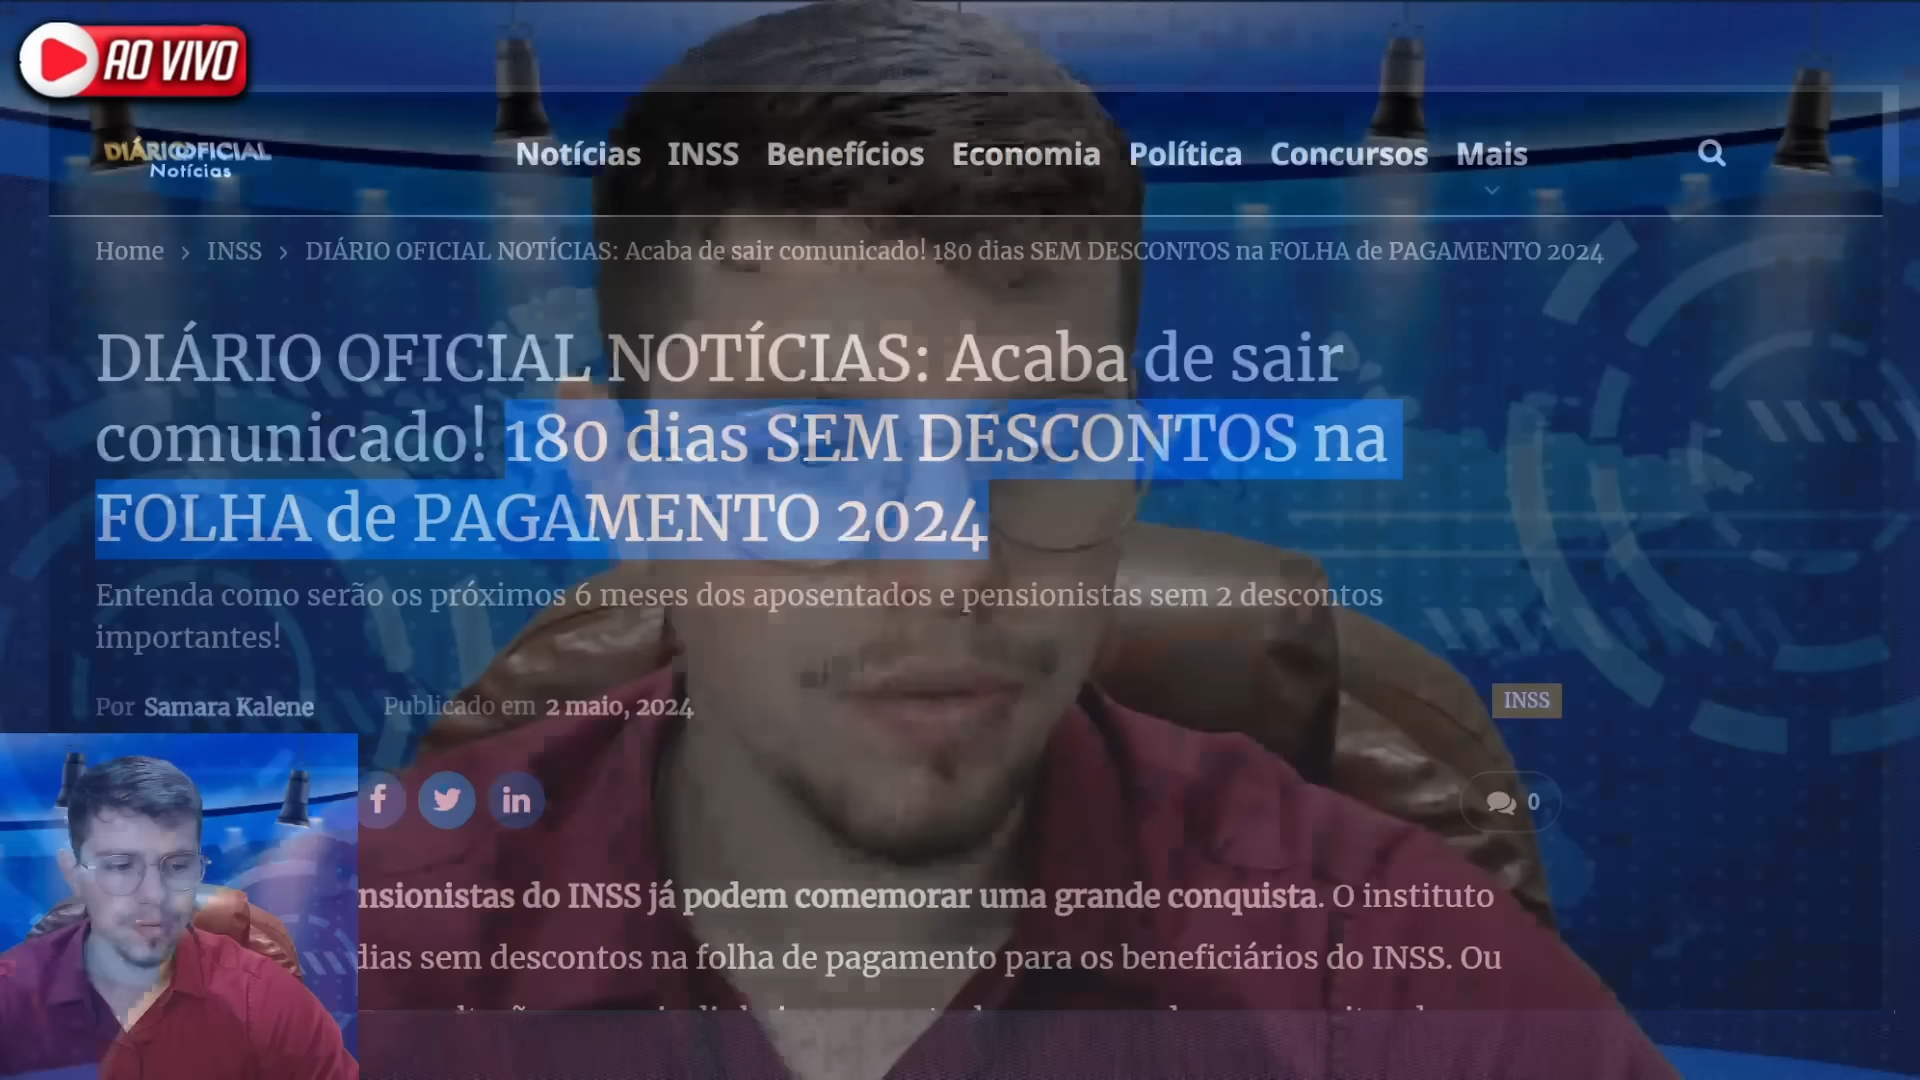 AO VIVO
DIÁRIO OFICIAL
Notícias
Notícias INSS Benefícios Economia Política Concursos Mais
Home > INSS > DIÁRIO OFICIAL NOTÍCIAS: Acaba de sair comunicado! 180 dias SEM DESCONTOS na FOLHA de PAGAMENTO 2024
DIÁRIO OFICIAL NOTÍCIAS: Acaba de sair
comunicado! 180 dias SEM DESCONTOS na
FOLHA de PAGAMENTO 2024
Entenda como serão os próximos 6 meses dos aposentados e pensionistas sem 2 descontos
importantes!
Por Samara Kalene Publicado em 2 maio, 2024
INSS
0
nsionistas do INSS já podem comemorar uma grande conquista. O instituto
dias sem descontos na folha de pagamento para os beneficiários do INSS. Ou